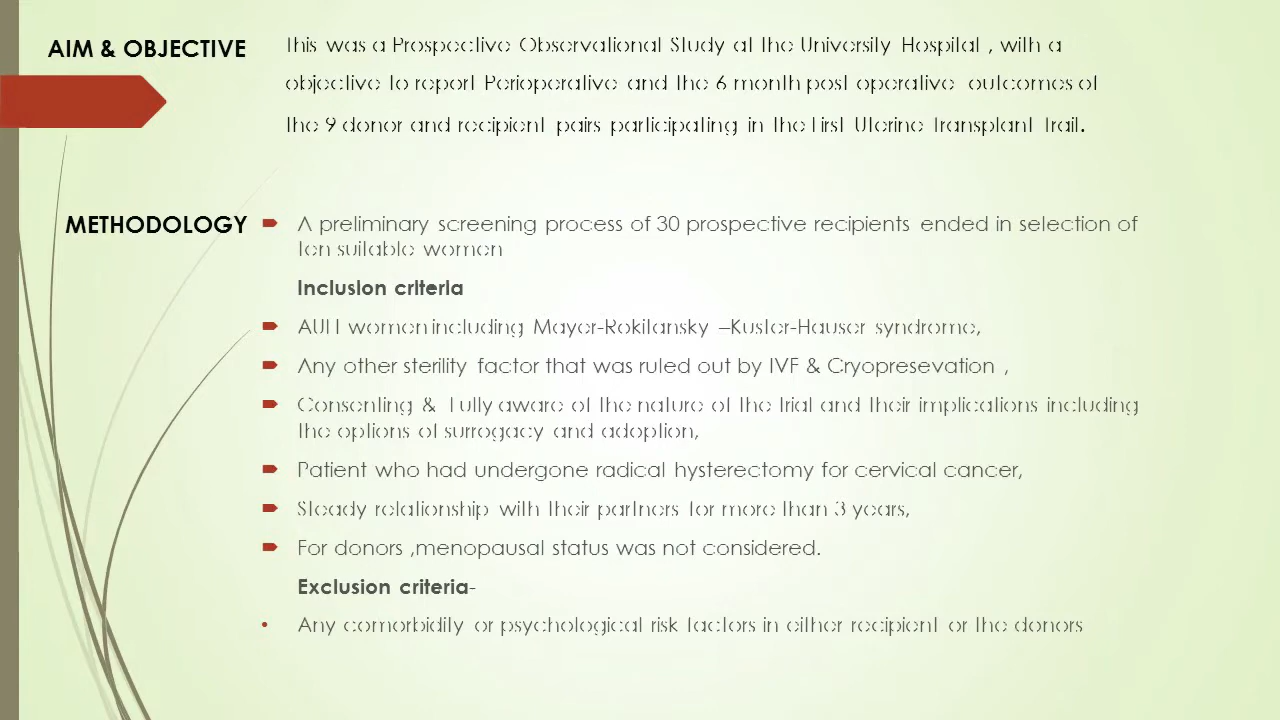 AIM & OBJECTIVE
This was a Prospective Observational Study at the University Hospital , with a
objective to report Perioperative and the 6 month post operative outcomes of
the 9 donor and recipient pairs participating in the First Uterine Transplant Trail.
METHODOLOGY
A preliminary screening process of 30 prospective recipients ended in selection of
ten suitable women
Inclusion criteria
AUFI women including Mayer-Rokitansky –Kuster-Hauser syndrome,
Any other sterility factor that was ruled out by IVF & Cryopresevation ,
Consenting & Fully aware of the nature of the trial and their implications including
the options of surrogacy and adoption,
Patient who had undergone radical hysterectomy for cervical cancer,
Steady relationship with their partners for more than 3 years,
For donors ,menopausal status was not considered.
Exclusion criteria-
• Any comorbidity or psychological risk factors in either recipient or the donors